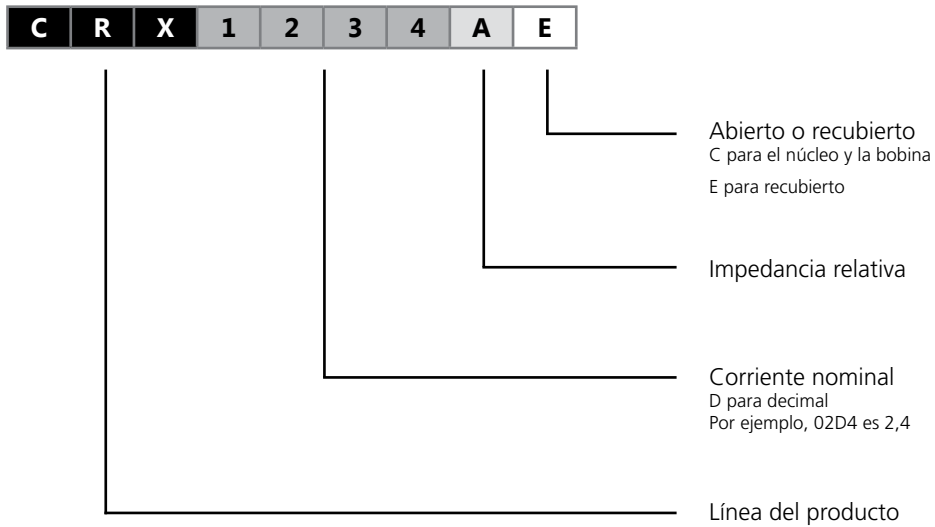 C R X 1 2 3 4 A E
Abierto o recubierto
C para el núcleo y la bobina
E para recubierto
Impedancia relativa
Corriente nominal
D para decimal
Por ejemplo, 02D4 es 2,4
Línea del producto